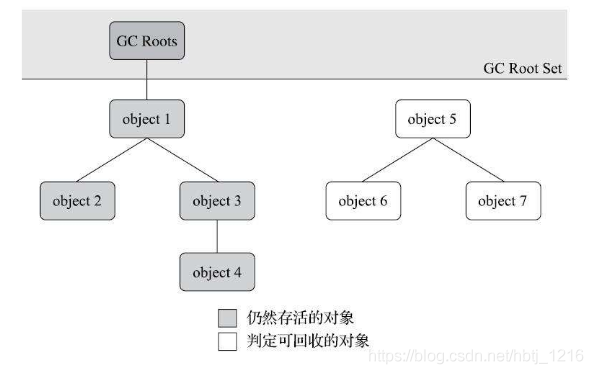 GC Roots
GC Root Set
object 1
object 5
object 2
object 3
object 6
object 7
object 4
仍然存活的对象
判定可回收的对象
https://blog.csdn.net/hbtj_1216